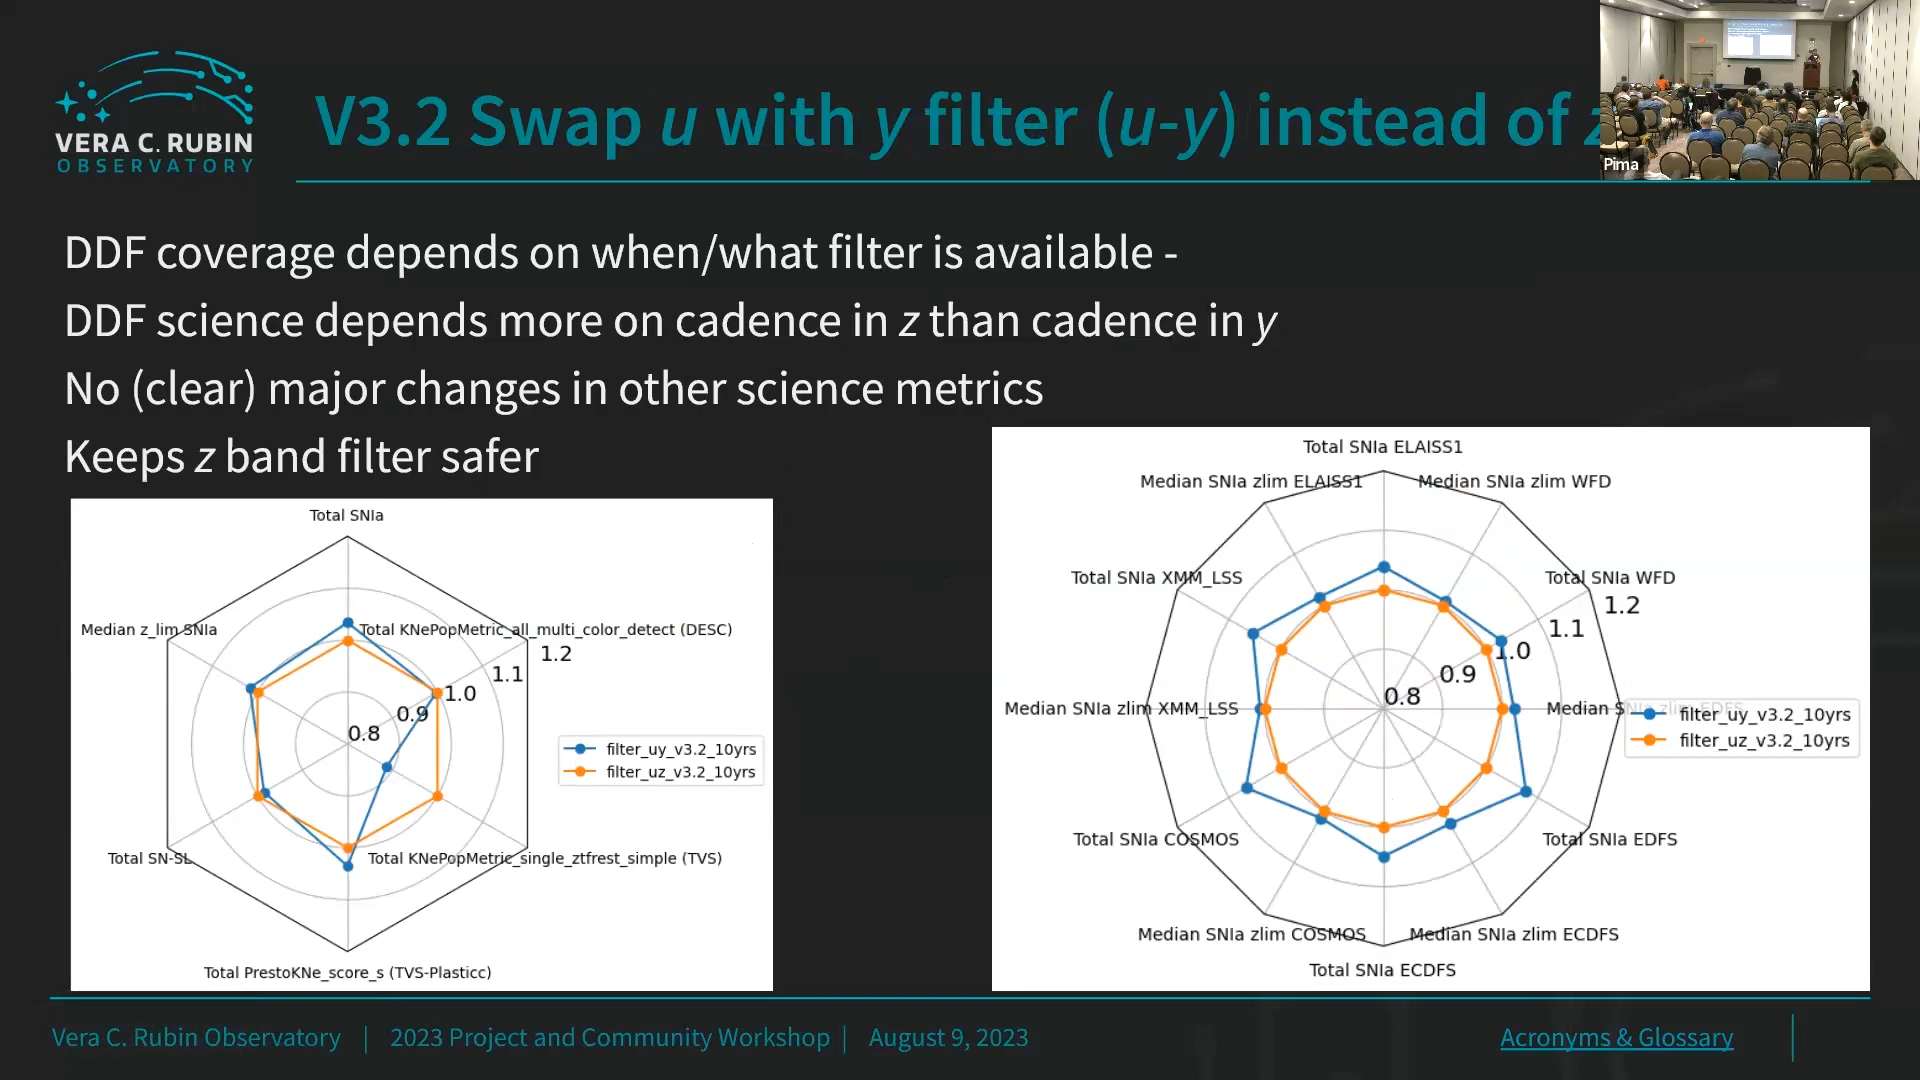 VERA C. RUBIN
OBSERVATORY
V3.2 Swap u with y filter (u-y) instead of
Pima
DDF coverage depends on when/what filter is available -
DDF science depends more on cadence in z than cadence in y
No (clear) major changes in other science metrics
Keeps z band filter safer
Total SNIa
Median z_lim SNIa
Total KNePopMetric_all_multi_color_detect (DESC)
1.2
1.1
1.0
0.9
0.8
filter_uy_v3.2_10yrs
filter_uz_v3.2_10yrs
Total SN-SL
Total KNePopMetric_single_ztfrest_simple (TVS)
Total PrestoKNe_score_s (TVS-Plasticc)
Total SNIa ELAISS1
Median SNIa zlim ELAISS1
Median SNIa zlim WFD
Total SNIa XMM_LSS
Total SNIa WFD
1.2
1.1
1.0
0.9
0.8
Median SNIa zlim XMM_LSS
Median SNIa zlim EDFS
filter_uy_v3.2_10yrs
filter_uz_v3.2_10yrs
Total SNIa COSMOS
Total SNIa EDFS
Median SNIa zlim COSMOS
Median SNIa zlim ECDFS
Total SNIa ECDFS
Vera C. Rubin Observatory | 2023 Project and Community Workshop | August 9, 2023
Acronyms & Glossary